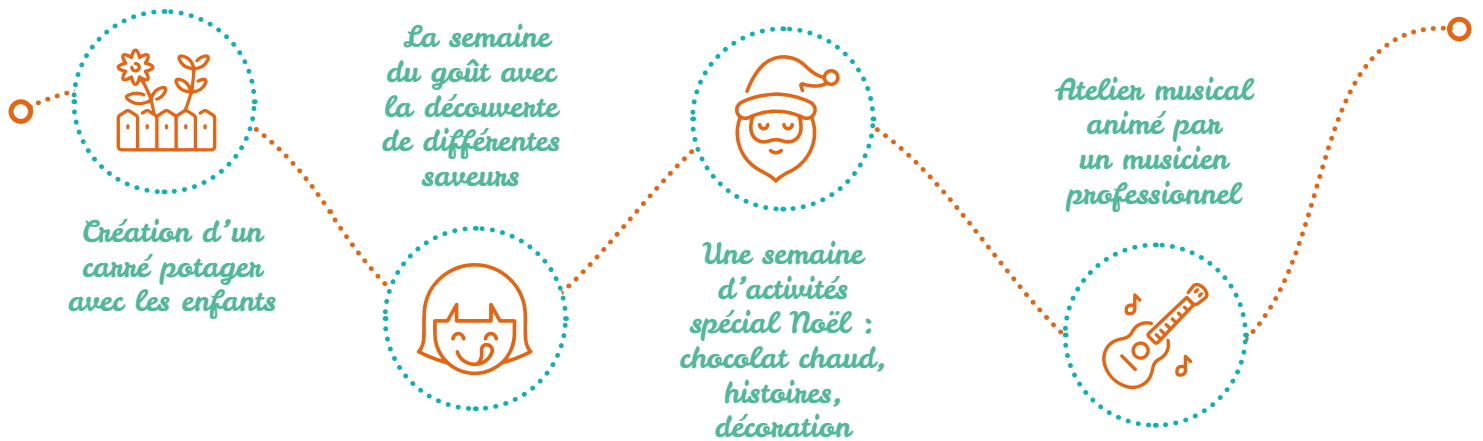 Création d'un
carré potager
avec les enfants
La semaine
du goût avec
la découverte
de différentes
saveurs
Une semaine
d'activités
spécial Noël :
chocolat chaud,
histoires,
décoration
Atelier musical
animé par
un musicien
professionnel